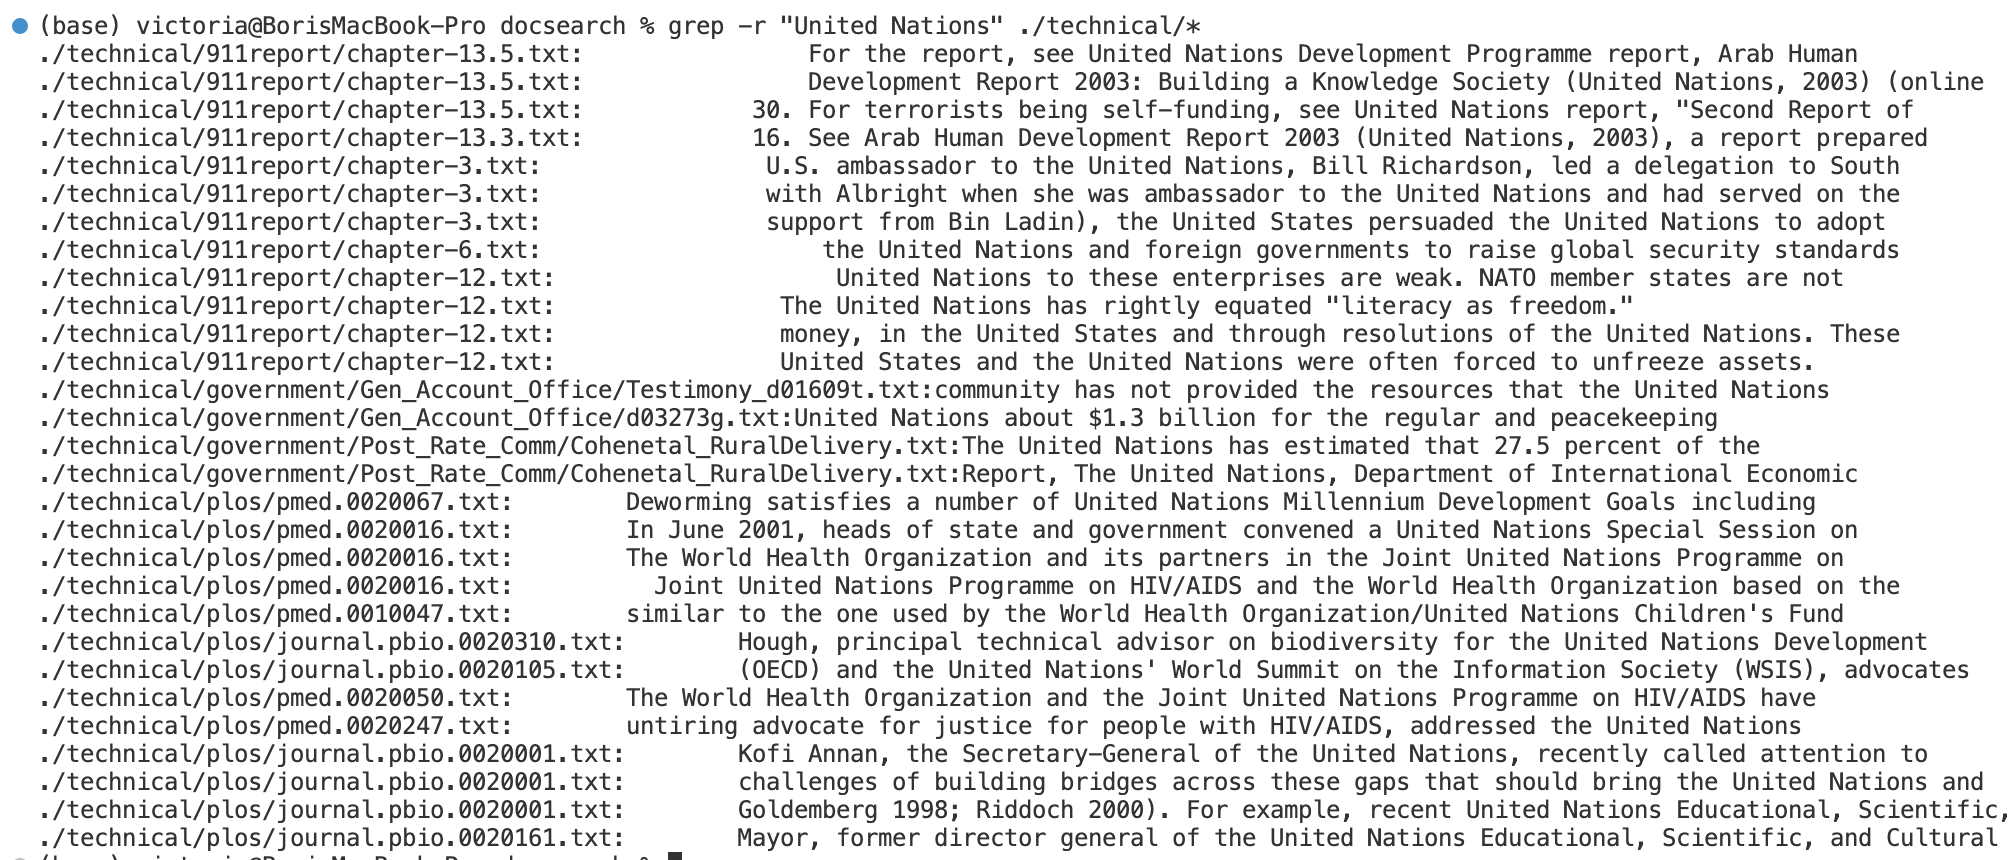 (base) victoria@BorisMacBook-Pro docsearch % grep -r "United Nations" ./technical/*
./technical/911report/chapter-13.5.txt:                For the report, see United Nations Development Programme report, Arab Human
./technical/911report/chapter-13.5.txt:                Development Report 2003: Building a Knowledge Society (United Nations, 2003) (online
./technical/911report/chapter-13.5.txt:            30. For terrorists being self-funding, see United Nations report, "Second Report of
./technical/911report/chapter-13.3.txt:            16. See Arab Human Development Report 2003 (United Nations, 2003), a report prepared
./technical/911report/chapter-3.txt:                U.S. ambassador to the United Nations, Bill Richardson, led a delegation to South
./technical/911report/chapter-3.txt:                with Albright when she was ambassador to the United Nations and had served on the
./technical/911report/chapter-3.txt:                support from Bin Ladin), the United States persuaded the United Nations to adopt
./technical/911report/chapter-6.txt:                    the United Nations and foreign governments to raise global security standards
./technical/911report/chapter-12.txt:                    United Nations to these enterprises are weak. NATO member states are not
./technical/911report/chapter-12.txt:                The United Nations has rightly equated "literacy as freedom."
./technical/911report/chapter-12.txt:                money, in the United States and through resolutions of the United Nations. These
./technical/911report/chapter-12.txt:                United States and the United Nations were often forced to unfreeze assets.
./technical/government/Gen_Account_Office/Testimony_d01609t.txt:community has not provided the resources that the United Nations
./technical/government/Gen_Account_Office/d03273g.txt:United Nations about $1.3 billion for the regular and peacekeeping
./technical/government/Post_Rate_Comm/Cohenetal_RuralDelivery.txt:The United Nations has estimated that 27.5 percent of the
./technical/government/Post_Rate_Comm/Cohenetal_RuralDelivery.txt:Report, The United Nations, Department of International Economic
./technical/plos/pmed.0020067.txt:        Deworming satisfies a number of United Nations Millennium Development Goals including
./technical/plos/pmed.0020016.txt:        In June 2001, heads of state and government convened a United Nations Special Session on
./technical/plos/pmed.0020016.txt:        The World Health Organization and its partners in the Joint United Nations Programme on
./technical/plos/pmed.0020016.txt:          Joint United Nations Programme on HIV/AIDS and the World Health Organization based on the
./technical/plos/pmed.0010047.txt:        similar to the one used by the World Health Organization/United Nations Children's Fund
./technical/plos/journal.pbio.0020310.txt:        Hough, principal technical advisor on biodiversity for the United Nations Development
./technical/plos/journal.pbio.0020105.txt:        (OECD) and the United Nations' World Summit on the Information Society (WSIS), advocates
./technical/plos/pmed.0020050.txt:        The World Health Organization and the Joint United Nations Programme on HIV/AIDS have
./technical/plos/pmed.0020247.txt:        untiring advocate for justice for people with HIV/AIDS, addressed the United Nations
./technical/plos/journal.pbio.0020001.txt:        Kofi Annan, the Secretary-General of the United Nations, recently called attention to
./technical/plos/journal.pbio.0020001.txt:        challenges of building bridges across these gaps that should bring the United Nations and
./technical/plos/journal.pbio.0020001.txt:        Goldemberg 1998; Riddoch 2000). For example, recent United Nations Educational, Scientific,
./technical/plos/journal.pbio.0020161.txt:        Mayor, former director general of the United Nations Educational, Scientific, and Cultural